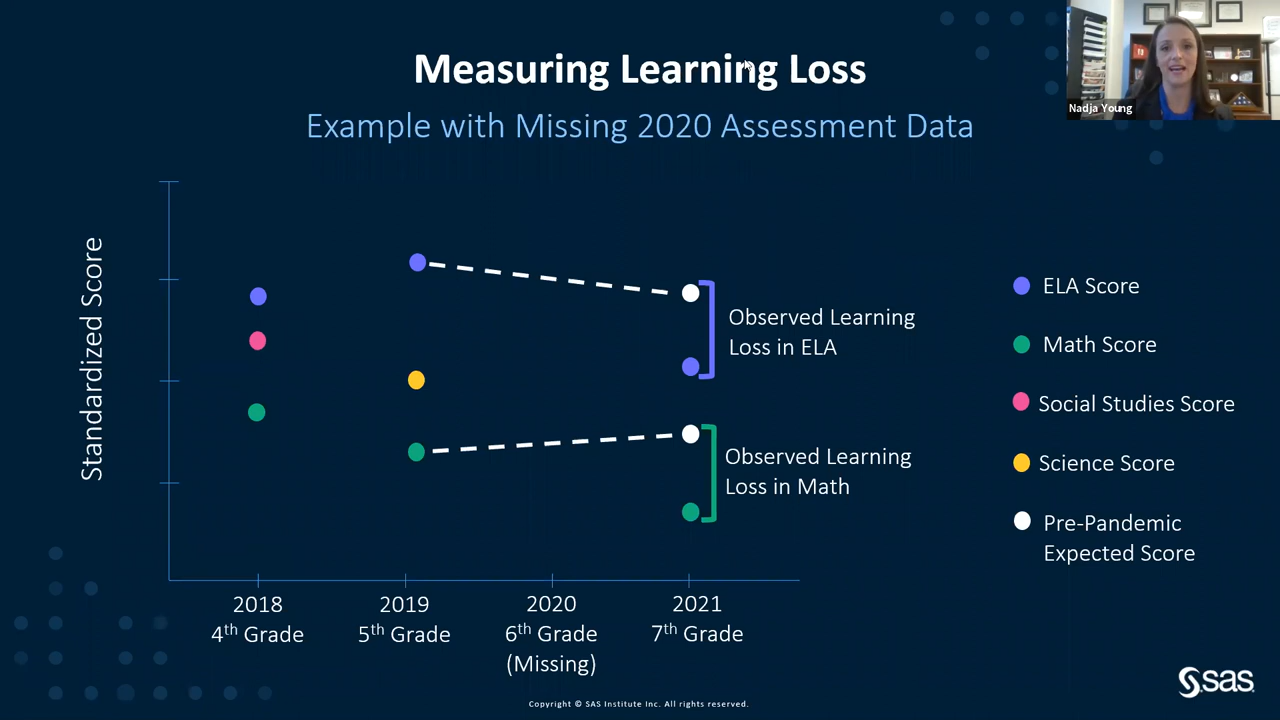 Measuring Learning Loss
Example with Missing 2020 Assessment Data
Nadja Young
Standardized Score
Observed Learning
Loss in ELA
Observed Learning
Loss in Math
ELA Score
Math Score
Social Studies Score
Science Score
Pre-Pandemic
Expected Score
2018
4th Grade
2019
5th Grade
2020
6th Grade
(Missing)
2021
7th Grade
sas
Copyright © SAS Institute Inc. All rights reserved.